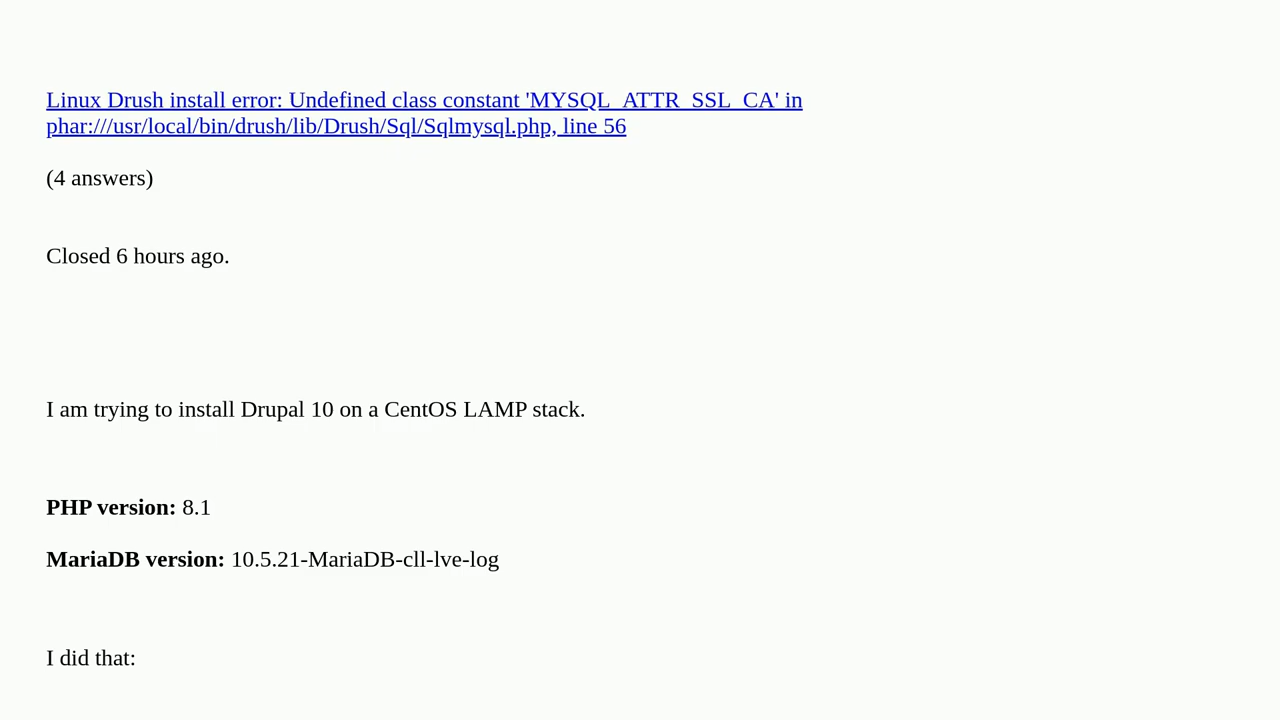 Linux Drush install error: Undefined class constant 'MYSQL_ATTR_SSL_CA' in
phar:///usr/local/bin/drush/lib/Drush/Sql/Sqlmysql.php, line 56
(4 answers)
Closed 6 hours ago.
I am trying to install Drupal 10 on a CentOS LAMP stack.
PHP version: 8.1
MariaDB version: 10.5.21-MariaDB-cll-lve-log
I did that: